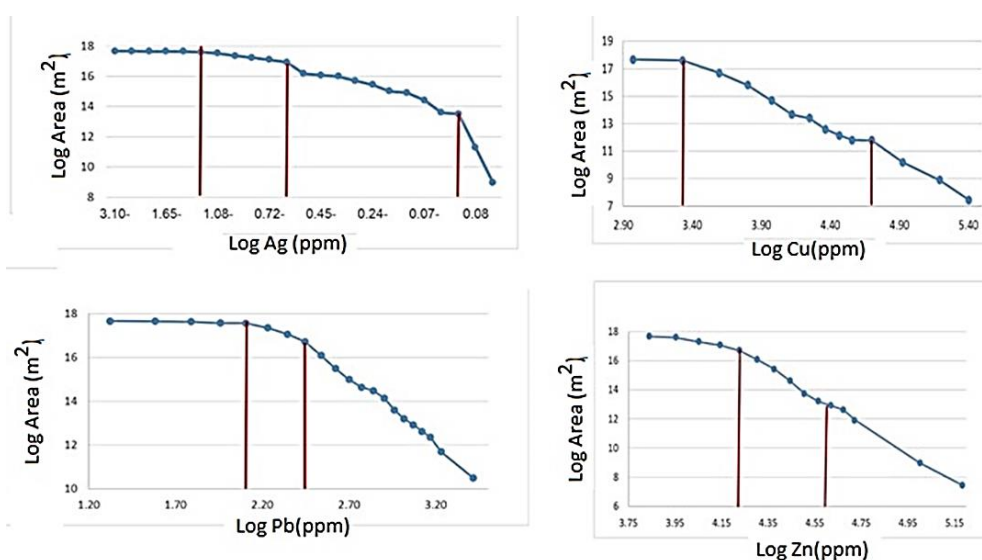 18
16
14
12
10
8
Log Area (m²)
3.10- 1.65- 1.08- 0.72- 0.45- 0.24- 0.07- 0.08
Log Ag (ppm)
19
17
15
13
11
9
7
Log Area (m²)
2.90 3.40 3.90 4.40 4.90 5.40
Log Cu(ppm)
18
16
14
12
10
Log Area (m²)
1.20 1.70 2.20 2.70 3.20
Log Pb(ppm)
18
16
14
12
10
8
6
Log Area (m²)
3.75 3.95 4.15 4.35 4.55 4.75 4.95 5.15
Log Zn(ppm)